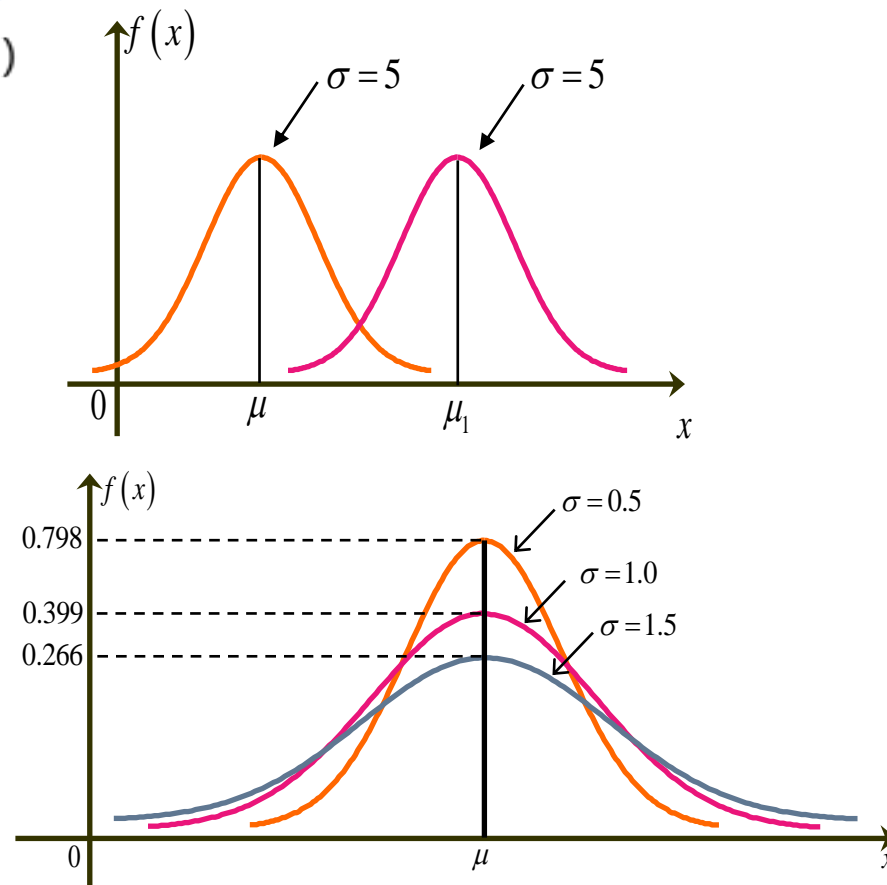 )
f(x)
σ = 5
σ = 5
0
μ
μ₁
x
f(x)
σ = 0.5
0.798
σ = 1.0
0.399
σ = 1.5
0.266
0
μ
x